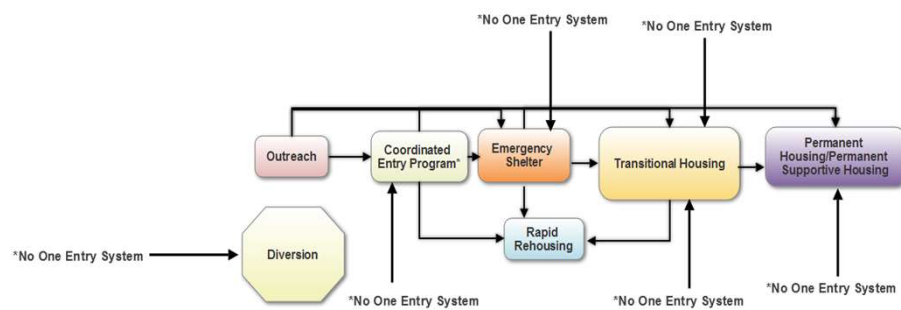 *No One Entry System
*No One Entry System
Outreach
Coordinated
Entry Program*
Emergency
Shelter
Transitional Housing
Permanent
Housing/Permanent
Supportive Housing
Rapid
Rehousing
*No One Entry System
Diversion
*No One Entry System
*No One Entry System
*No One Entry System